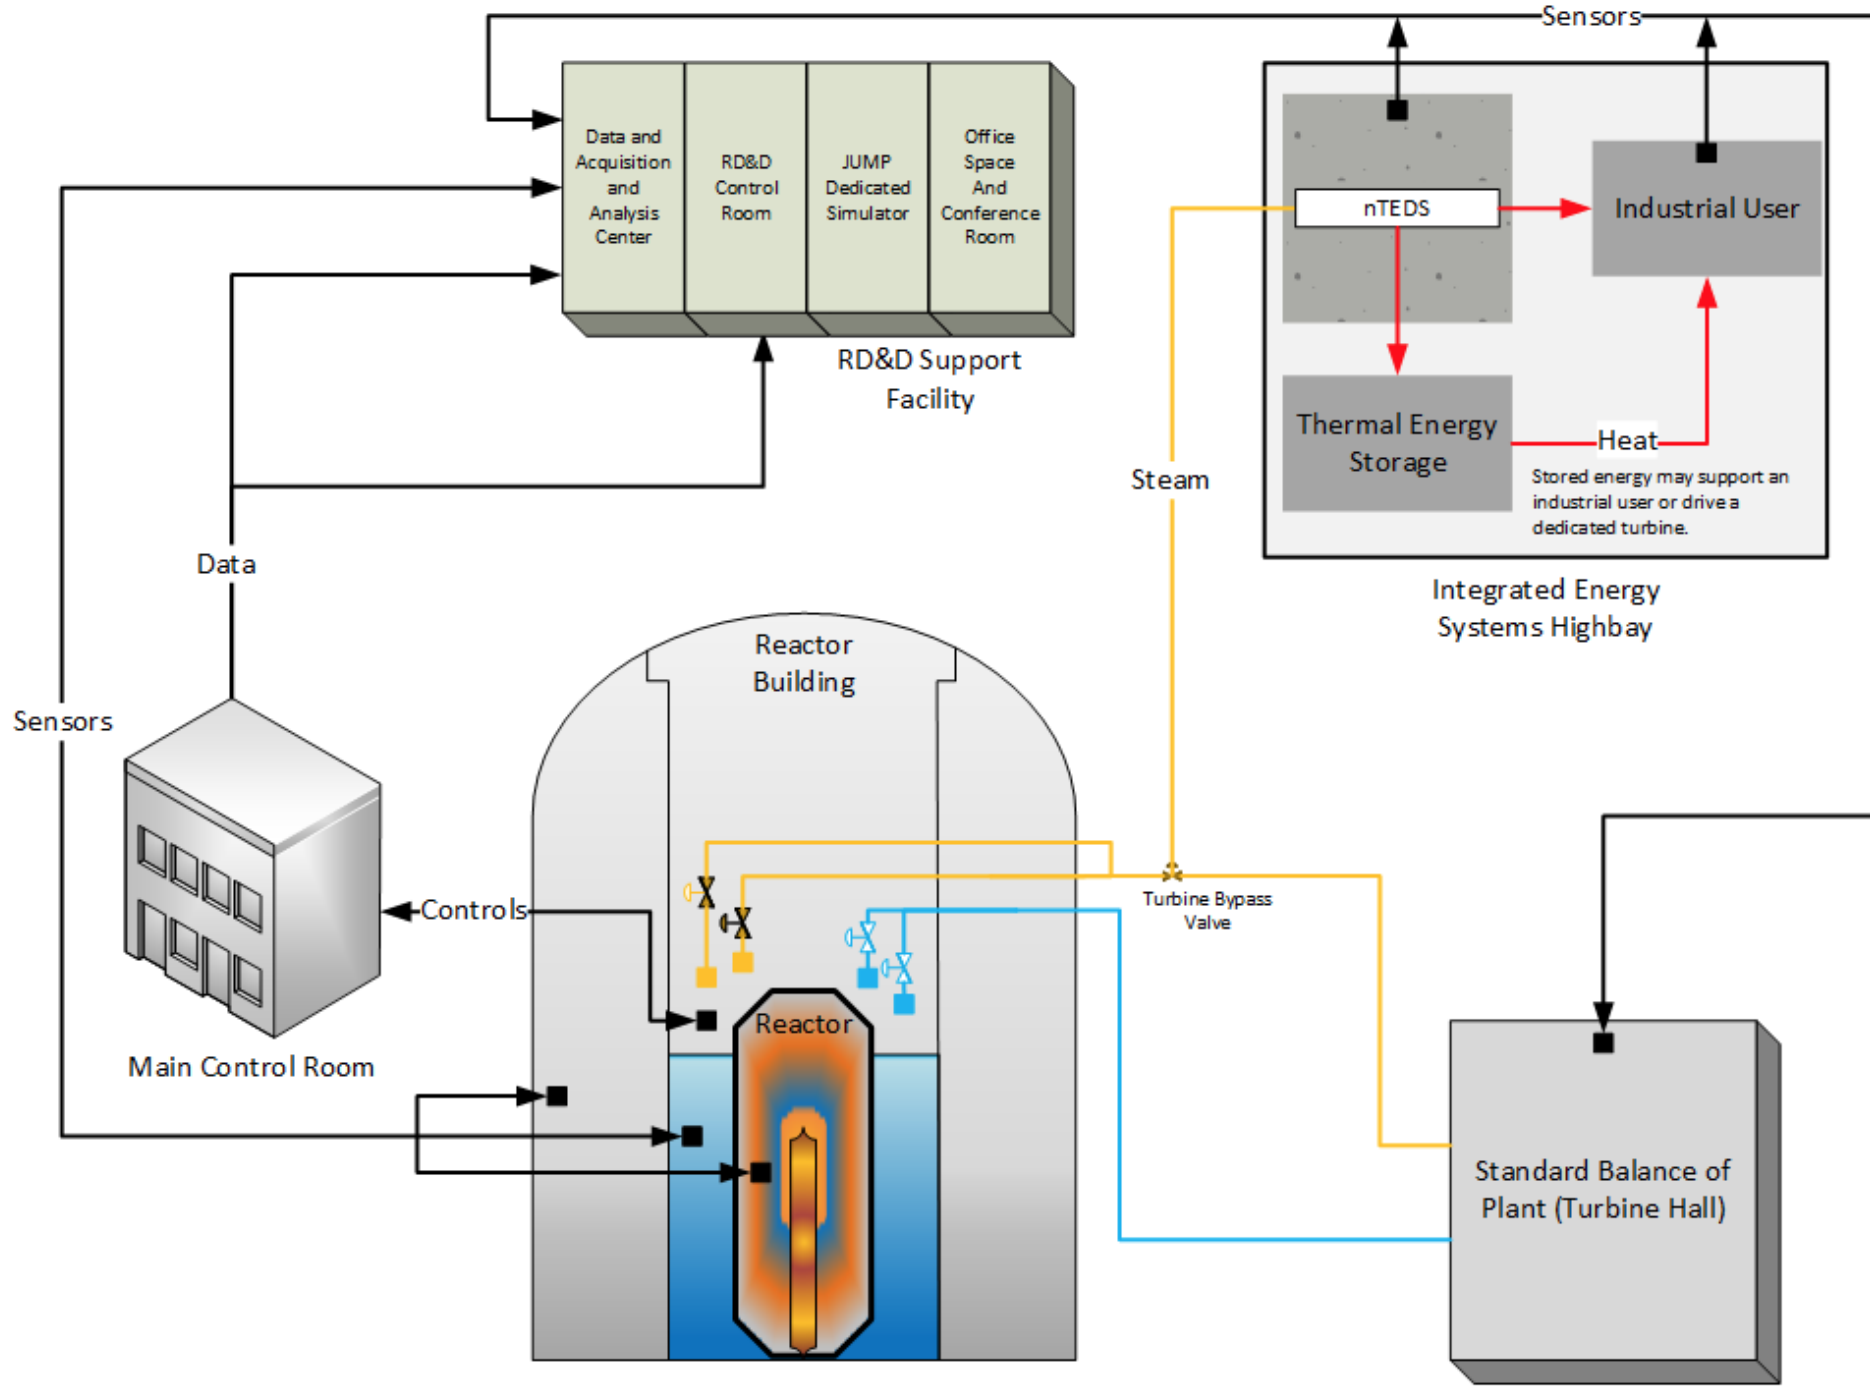 Sensors
Data and
Acquisition
and
Analysis
Center
RD&D
Control
Room
JUMP
Dedicated
Simulator
Office
Space
And
Conference
Room
RD&D Support
Facility
nTEDS
Industrial User
Thermal Energy
Storage
Heat
Stored energy may support an
industrial user or drive a
dedicated turbine.
Integrated Energy
Systems Highbay
Steam
Data
Sensors
Main Control Room
Controls
Reactor
Building
Turbine Bypass
Valve
Reactor
Standard Balance of
Plant (Turbine Hall)